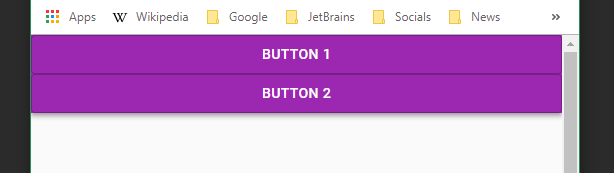 Apps W Wikipedia Google JetBrains Socials News »
BUTTON 1
BUTTON 2